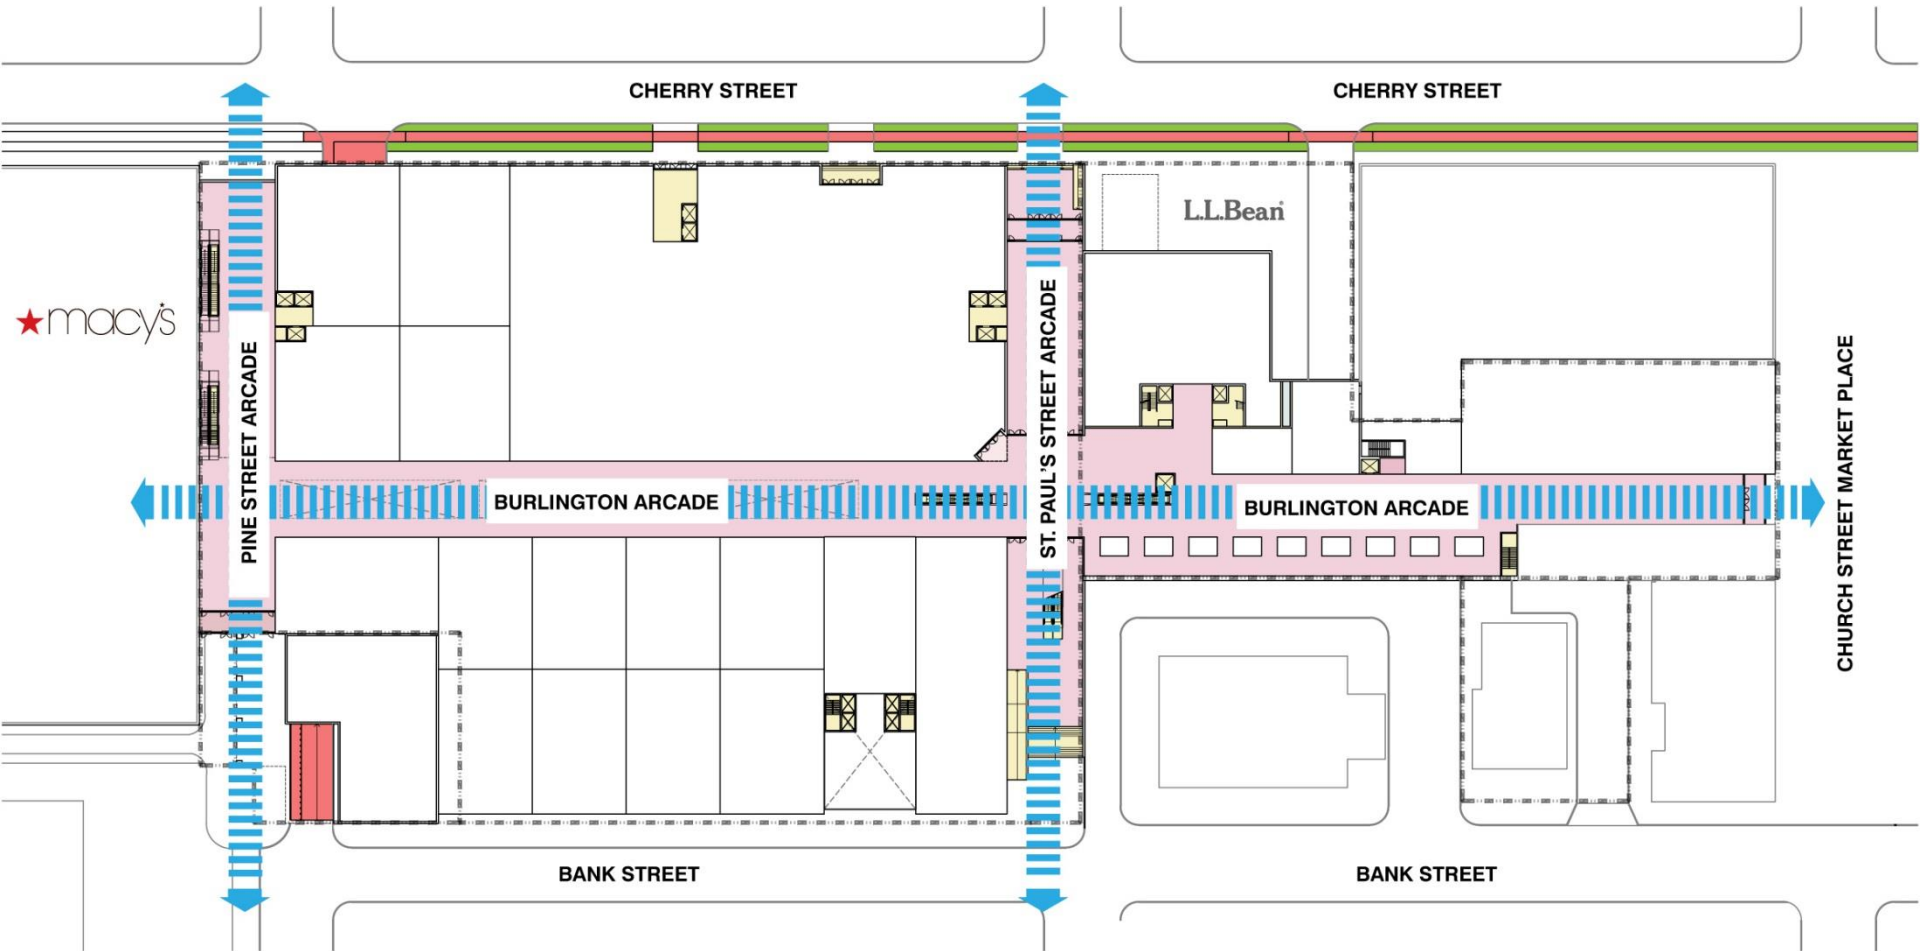 CHERRY STREET
CHERRY STREET
L.L.Bean
macy's
PINE STREET ARCADE
ST. PAUL'S STREET ARCADE
CHURCH STREET MARKET PLACE
BURLINGTON ARCADE
BURLINGTON ARCADE
BANK STREET
BANK STREET